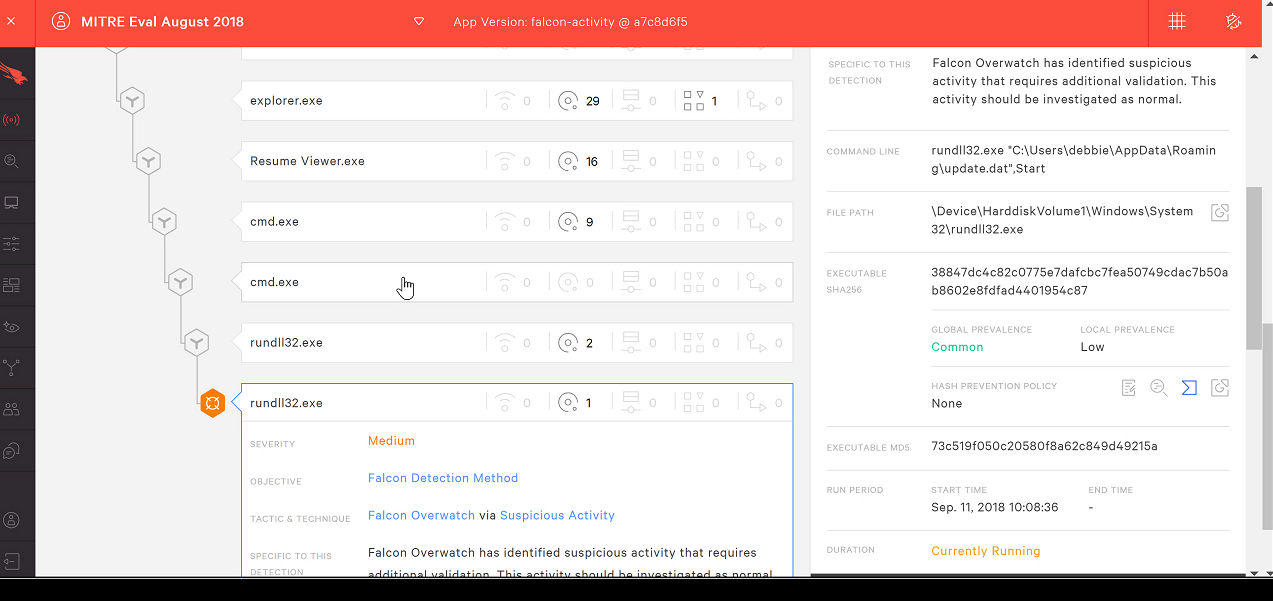 MITRE Eval August 2018
App Version: falcon-activity @ a7c8d6f5
explorer.exe 0 29 0 1 0
Resume Viewer.exe 0 16 0 0 0
cmd.exe 0 9 0 0 0
cmd.exe 0 0 0 0 0
rundll32.exe 0 2 0 0 0
rundll32.exe 0 1 0 0 0
SEVERITY Medium
OBJECTIVE Falcon Detection Method
TACTIC & TECHNIQUE Falcon Overwatch via Suspicious Activity
SPECIFIC TO THIS
DETECTION
Falcon Overwatch has identified suspicious activity that requires
additional validation. This activity should be investigated as normal.
SPECIFIC TO THIS
DETECTION
Falcon Overwatch has identified suspicious
activity that requires additional validation. This
activity should be investigated as normal.
COMMAND LINE
rundll32.exe "C:\Users\debbie\AppData\Roamin
g\update.dat",Start
FILE PATH
\Device\HarddiskVolume1\Windows\System
32\rundll32.exe
EXECUTABLE
SHA256
38847dc4c82c0775e7dafcbc7fea50749cdac7b50a
b8602e8fdfad4401954c87
GLOBAL PREVALENCE
Common
LOCAL PREVALENCE
Low
HASH PREVENTION POLICY
None
EXECUTABLE MD5 73c519f050c20580f8a62c849d49215a
RUN PERIOD
START TIME
Sep. 11, 2018 10:08:36
END TIME
-
DURATION Currently Running